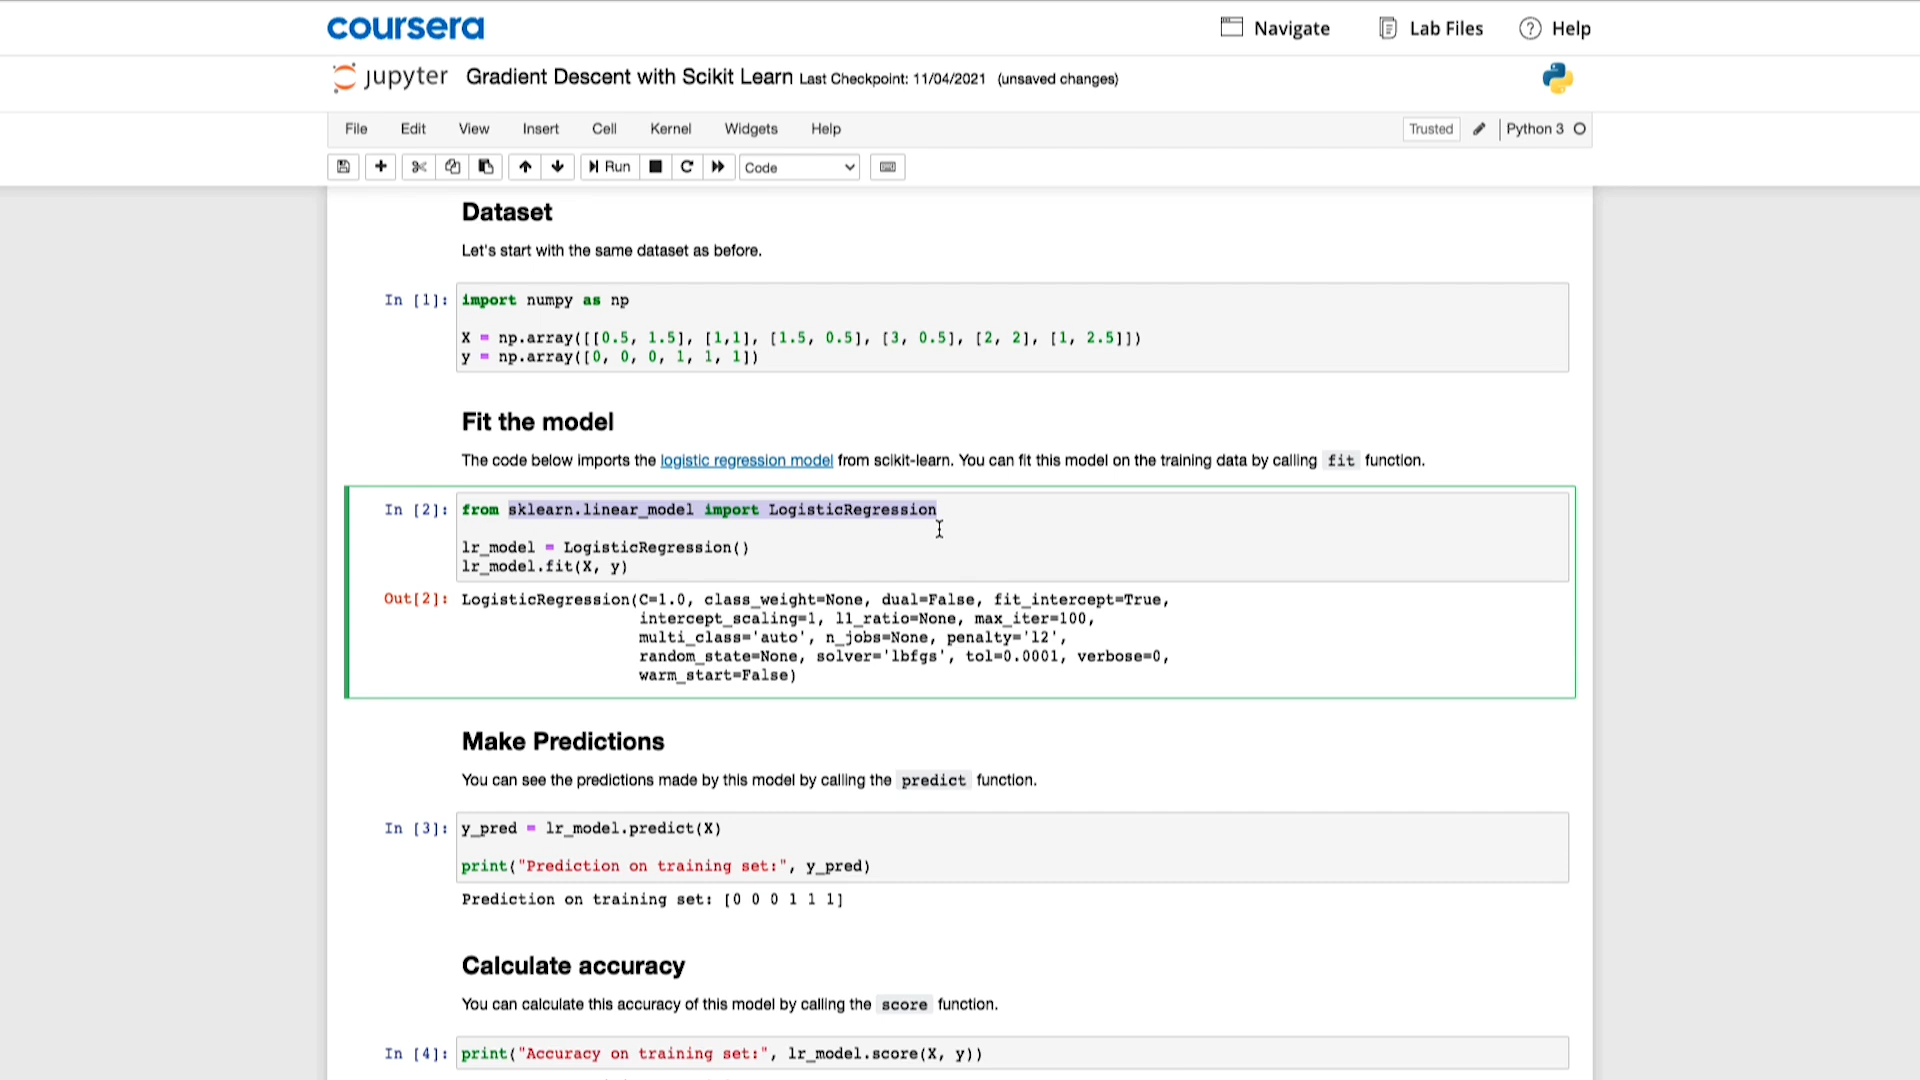 coursera
Navigate
Lab Files
Help
jupyter Gradient Descent with Scikit Learn Last Checkpoint: 11/04/2021 (unsaved changes)
File Edit View Insert Cell Kernel Widgets Help
Trusted
Python 3
Run
Code
Dataset
Let's start with the same dataset as before.
In [1]: import numpy as np
X = np.array([[0.5, 1.5], [1,1], [1.5, 0.5], [3, 0.5], [2, 2], [1, 2.5]])
y = np.array([0, 0, 0, 1, 1, 1])
Fit the model
The code below imports the logistic regression model from scikit-learn. You can fit this model on the training data by calling fit function.
In [2]: from sklearn.linear_model import LogisticRegression
lr_model = LogisticRegression()
lr_model.fit(X, y)
Out[2]: LogisticRegression(C=1.0, class_weight=None, dual=False, fit_intercept=True,
intercept_scaling=1, l1_ratio=None, max_iter=100,
multi_class='auto', n_jobs=None, penalty='l2',
random_state=None, solver='lbfgs', tol=0.0001, verbose=0,
warm_start=False)
Make Predictions
You can see the predictions made by this model by calling the predict function.
In [3]: y_pred = lr_model.predict(X)
print("Prediction on training set:", y_pred)
Prediction on training set: [0 0 0 1 1 1]
Calculate accuracy
You can calculate this accuracy of this model by calling the score function.
In [4]: print("Accuracy on training set:", lr_model.score(X, y))